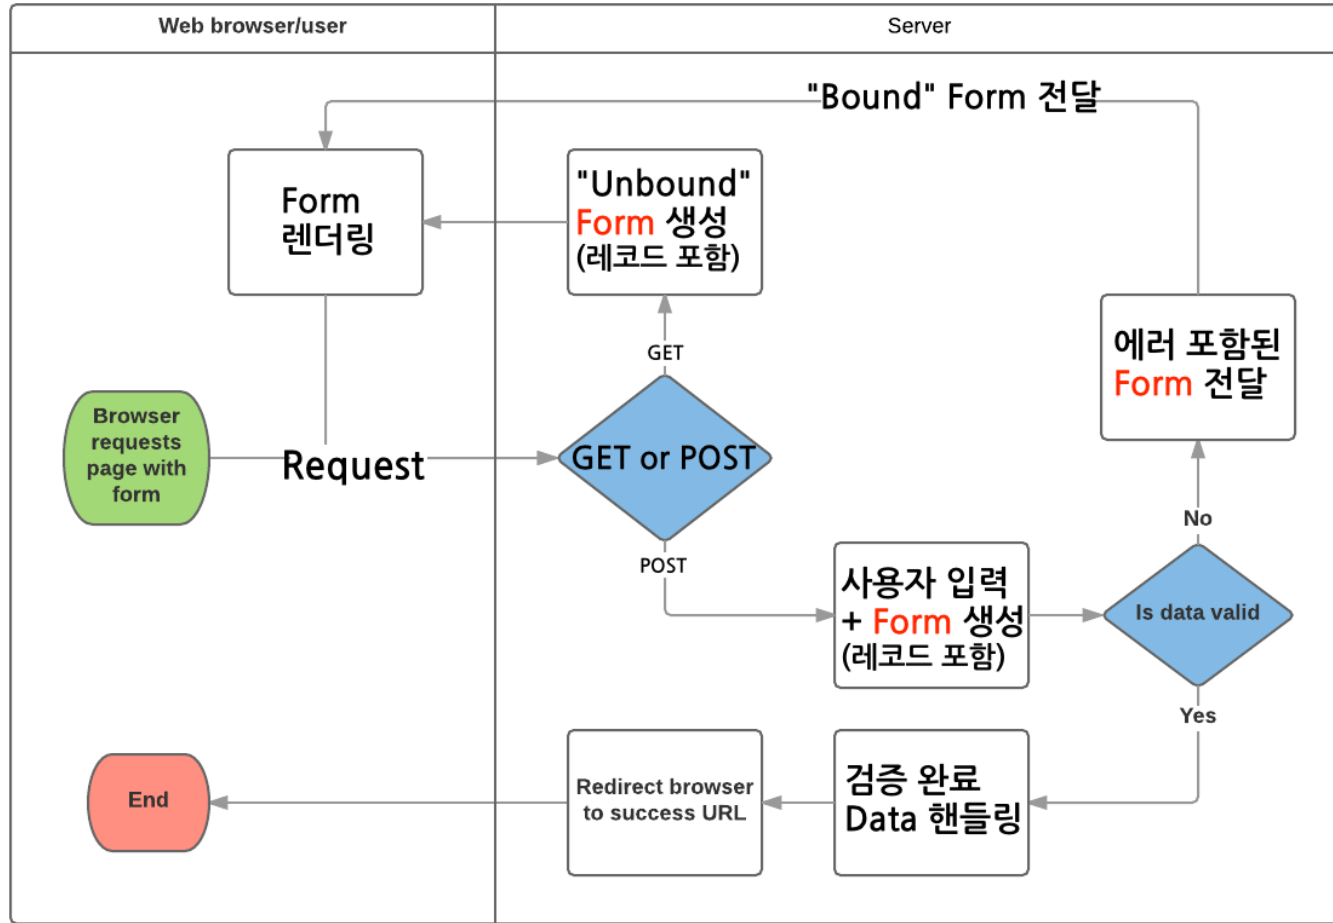 Web browser/user
Server
"Bound" Form 전달
Form
렌더링
"Unbound"
Form 생성
(레코드 포함)
에러 포함된
Form 전달
GET
Browser
requests
page with
form
Request
GET or POST
No
POST
사용자 입력
+ Form 생성
(레코드 포함)
Is data valid
Yes
End
Redirect browser
to success URL
검증 완료
Data 핸들링